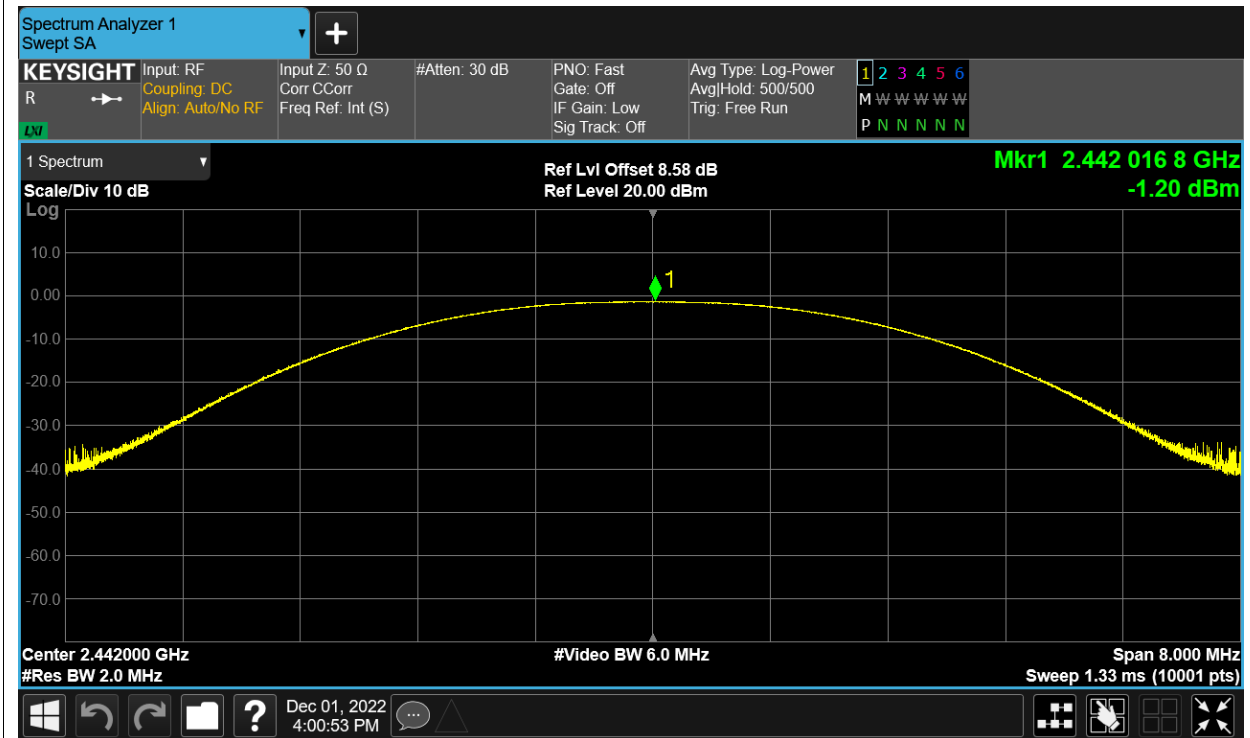 Spectrum Analyzer 1
Swept SA
KEYSIGHT
R
LXI
Input: RF
Coupling: DC
Align: Auto/No RF
Input Z: 50 Ω
Corr CCorr
Freq Ref: Int (S)
#Atten: 30 dB
PNO: Fast
Gate: Off
IF Gain: Low
Sig Track: Off
Avg Type: Log-Power
Avg|Hold: 500/500
Trig: Free Run
1 2 3 4 5 6
M W W W W W
P N N N N N
1 Spectrum
Scale/Div 10 dB
Log
Ref Lvl Offset 8.58 dB
Ref Level 20.00 dBm
Mkr1 2.442 016 8 GHz
-1.20 dBm
1
10.0
0.00
-10.0
-20.0
-30.0
-40.0
-50.0
-60.0
-70.0
Center 2.442000 GHz
#Res BW 2.0 MHz
#Video BW 6.0 MHz
Span 8.000 MHz
Sweep 1.33 ms (10001 pts)
?
Dec 01, 2022
4:00:53 PM